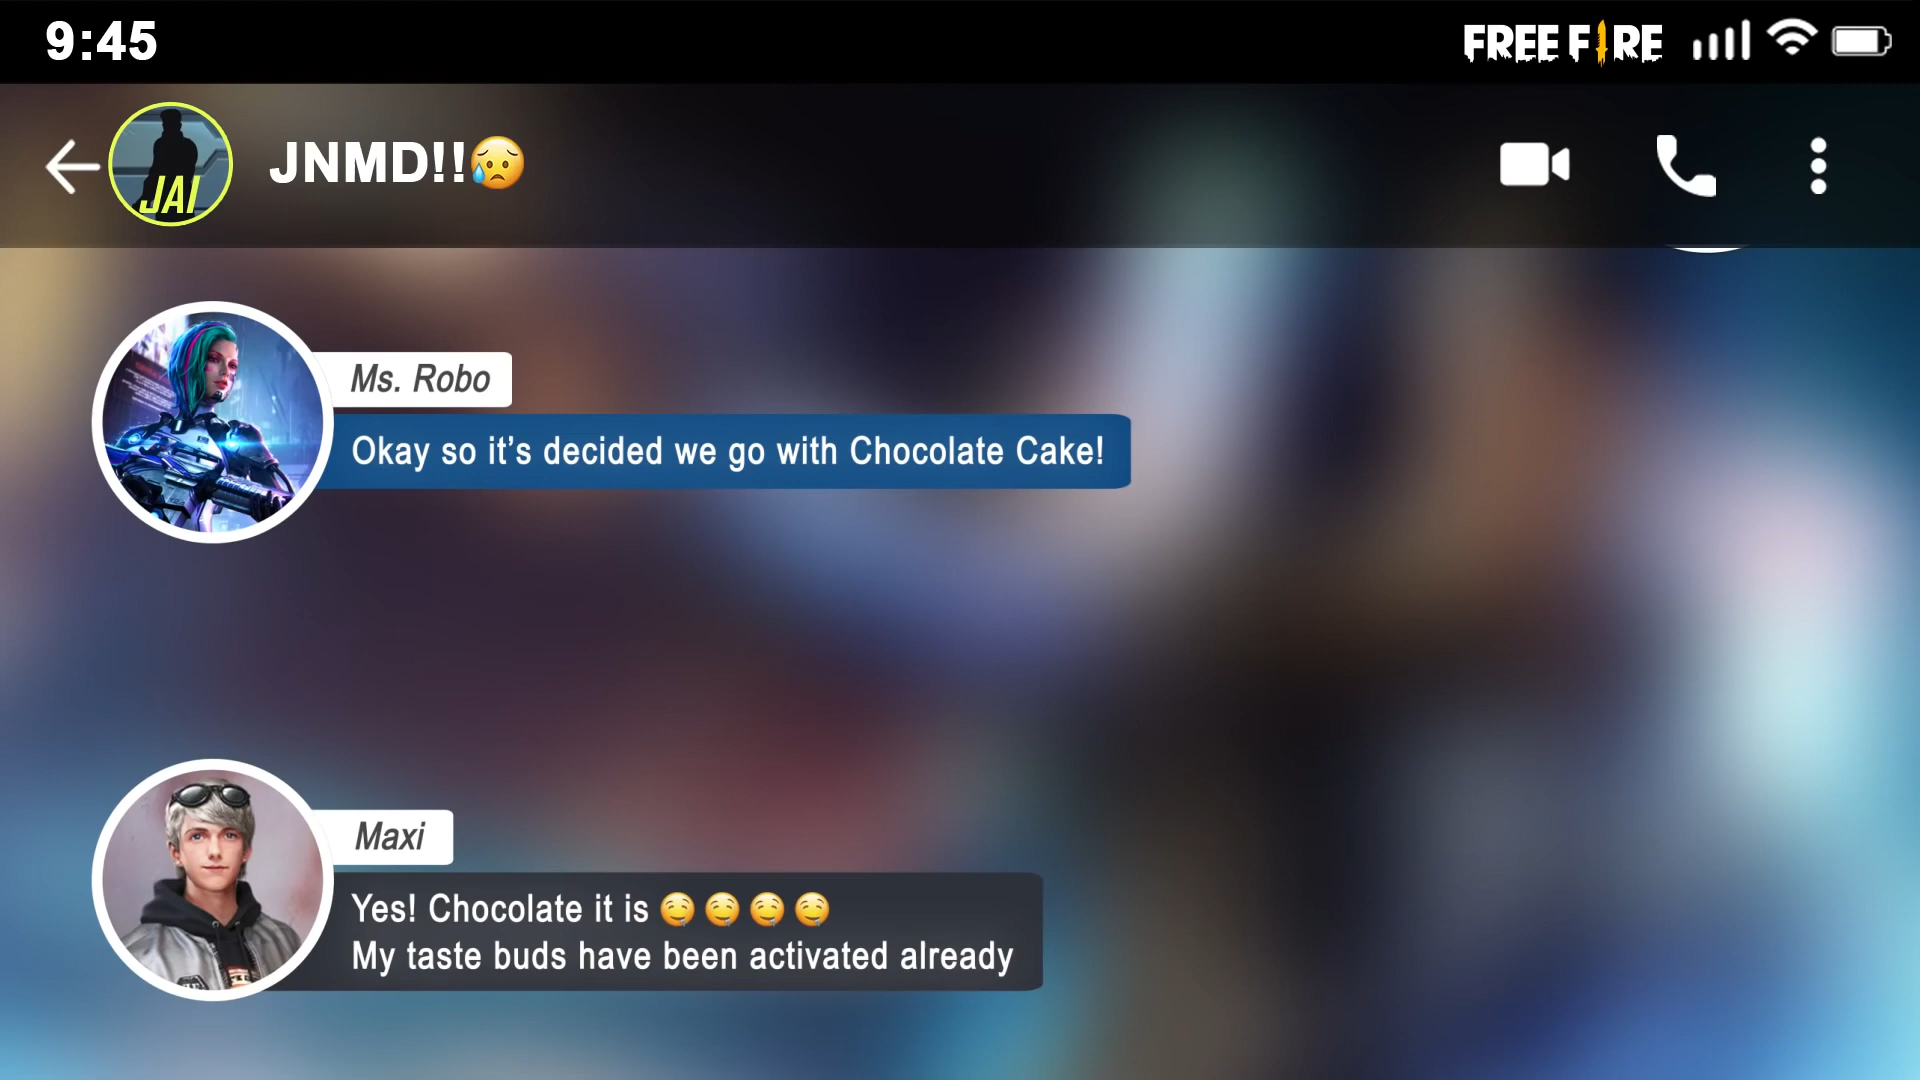 9:45
FREE FIRE
JAI
JNMD!!😥
Ms. Robo
Okay so it’s decided we go with Chocolate Cake!
Maxi
Yes! Chocolate it is 🤤🤤🤤🤤
My taste buds have been activated already